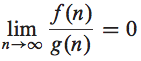 lim n→∞ f(n)/g(n) = 0